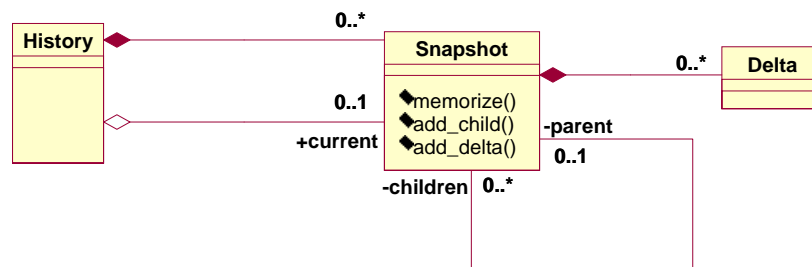 History
0..*
Snapshot
0..*
Delta
0..1
+current
memorize()
add_child()
add_delta()
-parent
0..1
-children
0..*